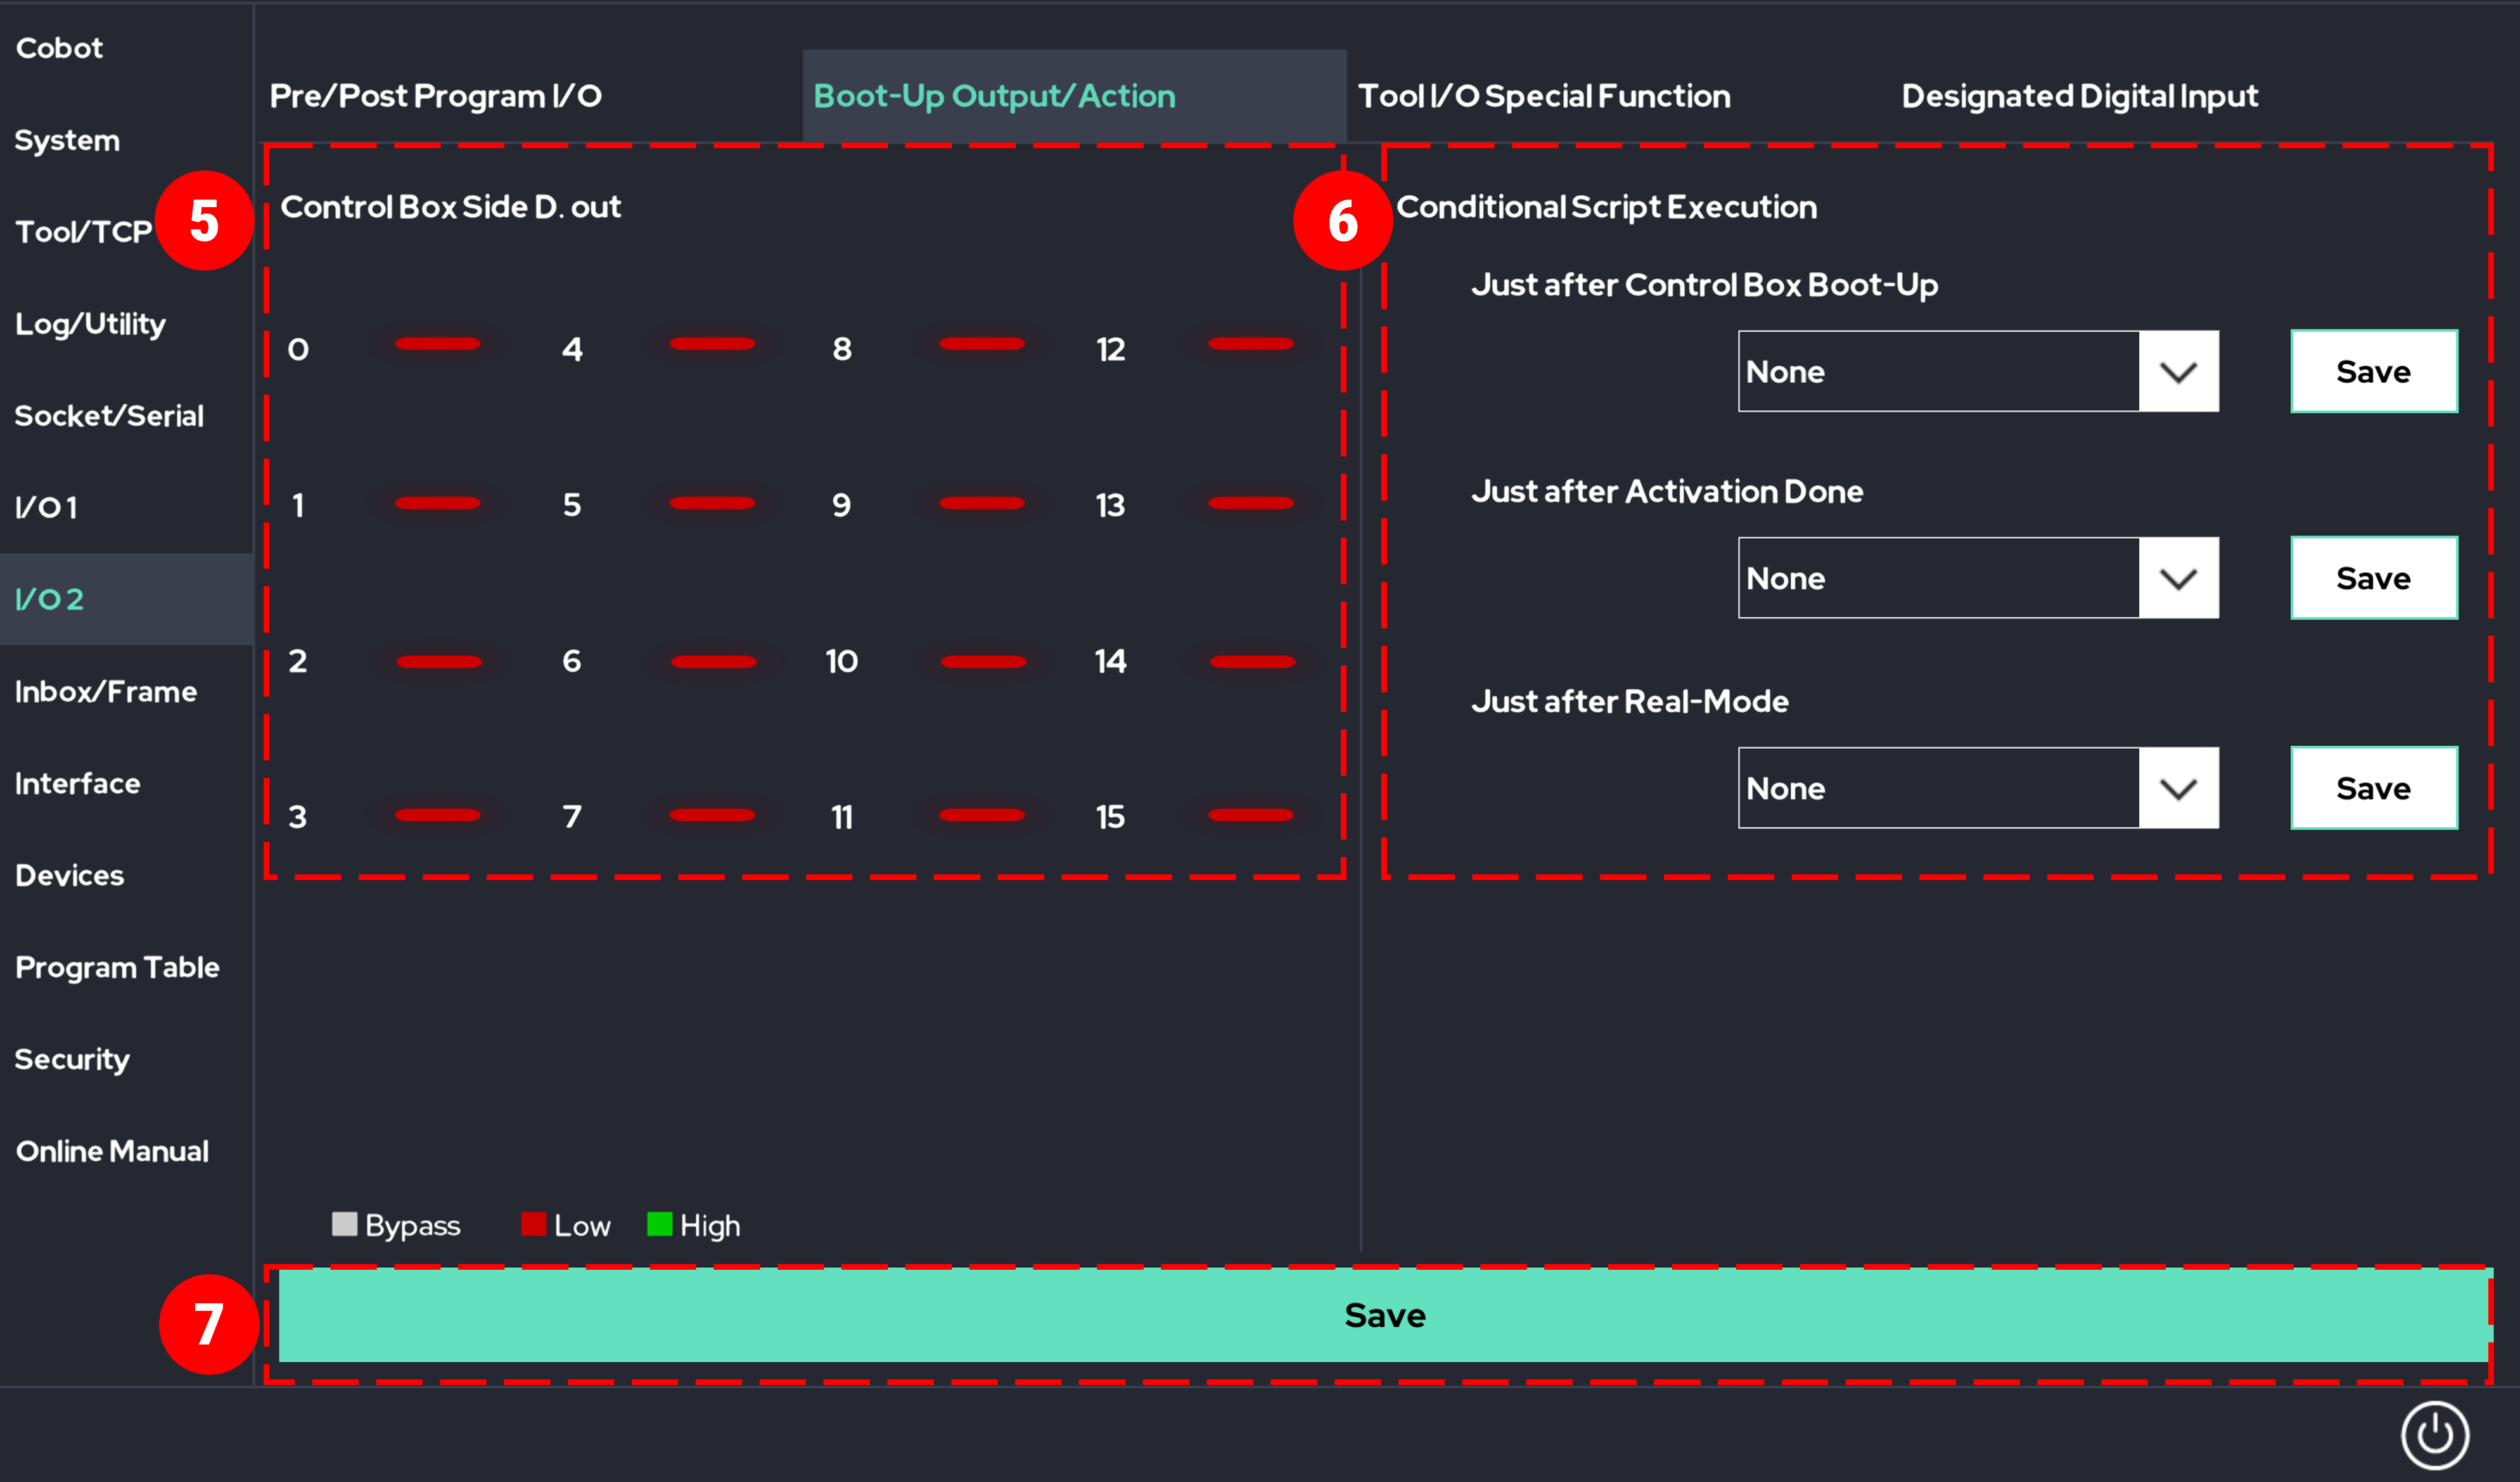 Cobot
System
Tool/TCP
Log/Utility
Socket/Serial
I/O 1
I/O 2
Inbox/Frame
Interface
Devices
Program Table
Security
Online Manual
Pre/Post Program I/O
Boot-Up Output/Action
Tool I/O Special Function
Designated Digital Input
5
Control Box Side D. out
0 4 8 12
1 5 9 13
2 6 10 14
3 7 11 15
Bypass Low High
6
Conditional Script Execution
Just after Control Box Boot-Up
None Save
Just after Activation Done
None Save
Just after Real-Mode
None Save
7
Save